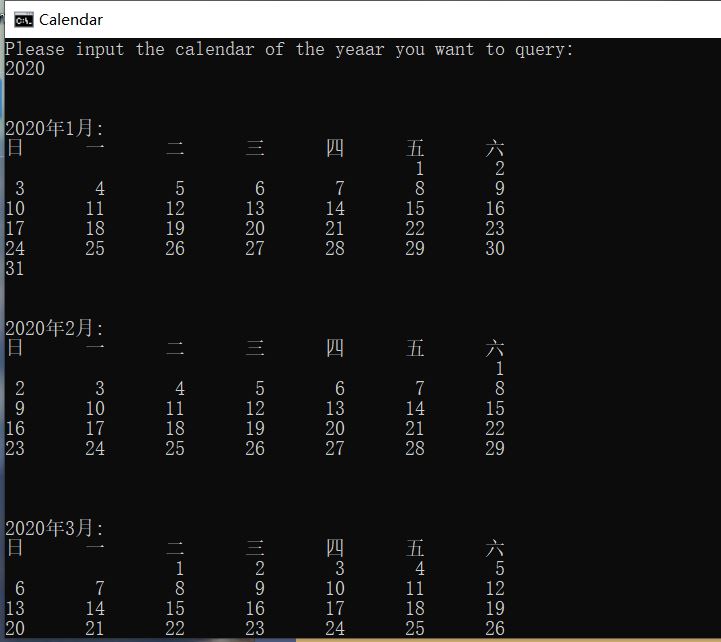 Calendar
Please input the calendar of the yeaar you want to query:
2020
2020年1月:
日 一 二 三 四 五 六
1 2
3 4 5 6 7 8 9
10 11 12 13 14 15 16
17 18 19 20 21 22 23
24 25 26 27 28 29 30
31
2020年2月:
日 一 二 三 四 五 六
1
2 3 4 5 6 7 8
9 10 11 12 13 14 15
16 17 18 19 20 21 22
23 24 25 26 27 28 29
2020年3月:
日 一 二 三 四 五 六
1 2 3 4 5
6 7 8 9 10 11 12
13 14 15 16 17 18 19
20 21 22 23 24 25 26